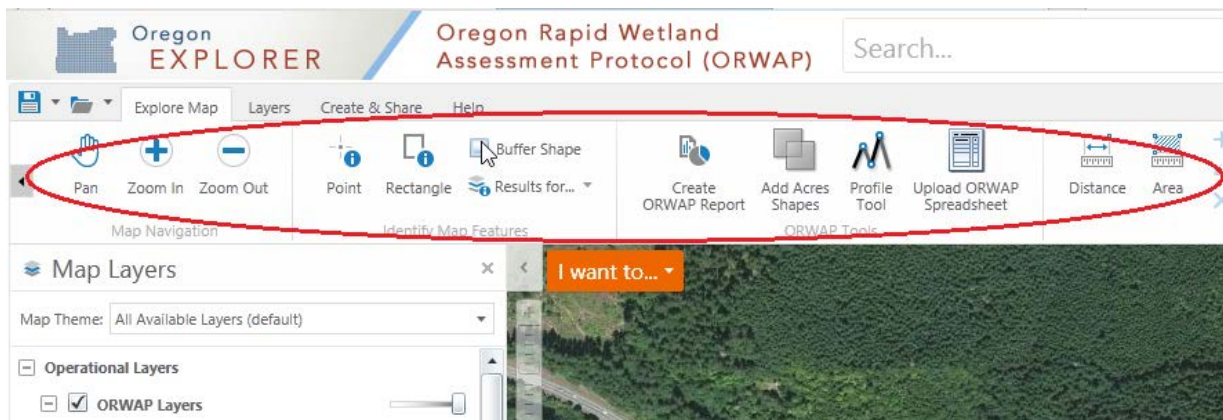 Oregon
EXPLORER
Oregon Rapid Wetland
Assessment Protocol (ORWAP)
Search...
Explore Map
Layers
Create & Share
Help
Pan
Zoom In
Zoom Out
Point
Rectangle
Buffer Shape
Results for...
Create
ORWAP Report
Add Acres
Shapes
Profile
Tool
Upload ORWAP
Spreadsheet
Distance
Area
Map Navigation
Identify Map Features
ORWAP Tools
Map Layers
I want to...
Map Theme: All Available Layers (default)
Operational Layers
ORWAP Layers